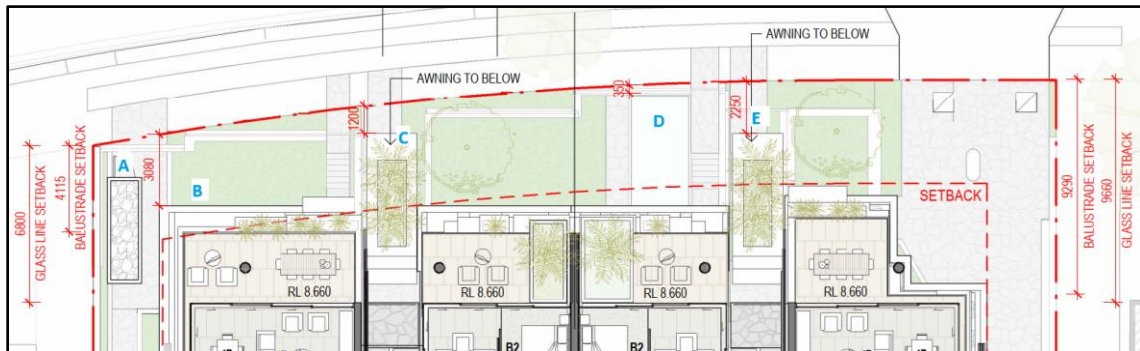 AWNING TO BELOW
AWNING TO BELOW
350
2250
1200
A
B
C
D
E
3080
4115
BALUSTRADE SETBACK
6800
GLASS LINE SETBACK
SETBACK
9290
BALUSTRADE SETBACK
9660
GLASS LINE SETBACK
RL 8.660
RL 8.660
RL 8.660
RL 8.660
B2
B2